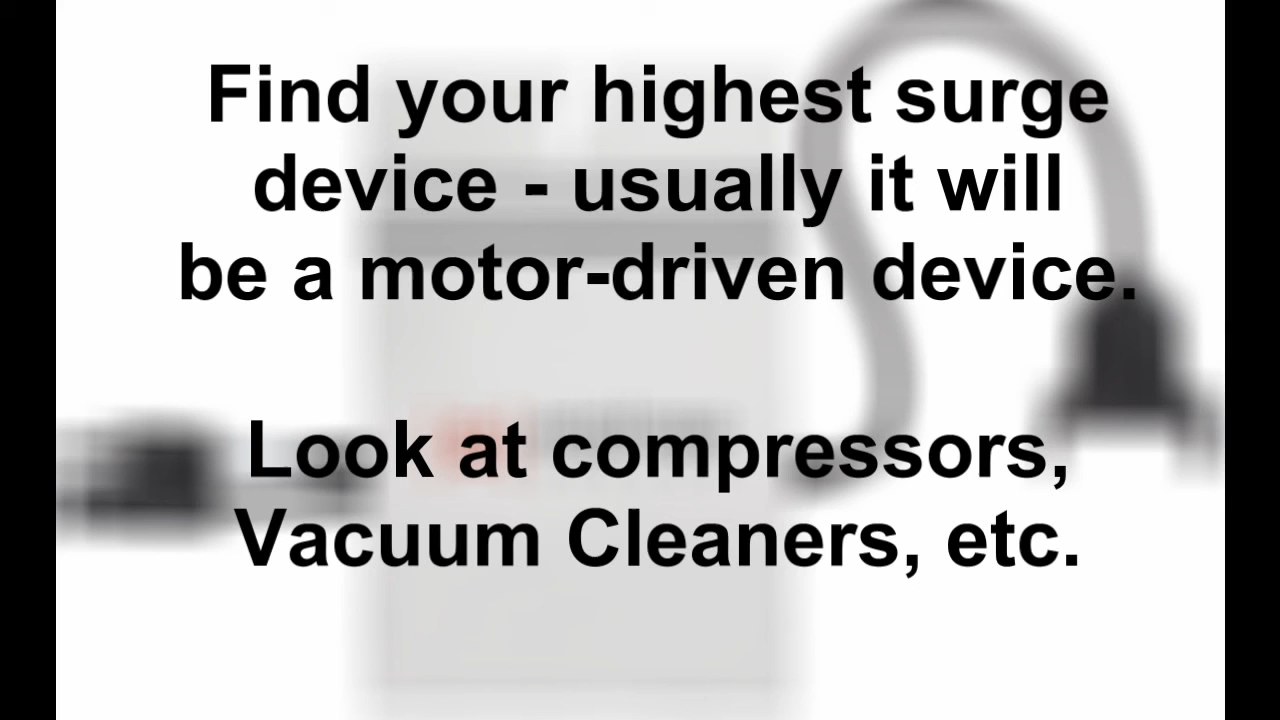 Find your highest surge
device - usually it will
be a motor-driven device.
Look at compressors,
Vacuum Cleaners, etc.